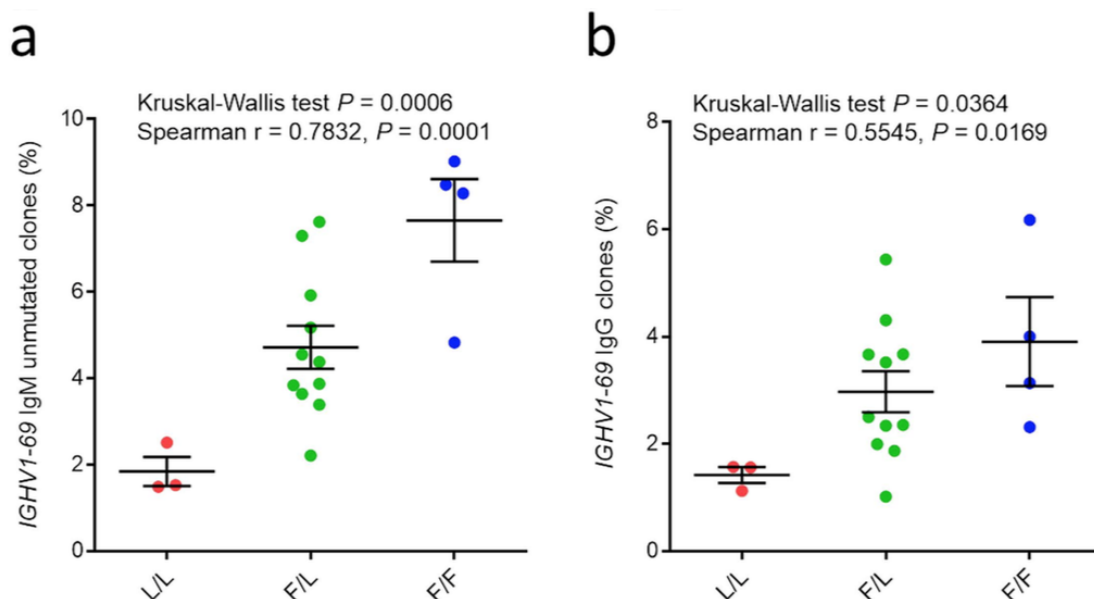 a
Kruskal-Wallis test P = 0.0006
Spearman r = 0.7832, P = 0.0001
IGHV1-69 IgM unmutated clones (%)
10
8
6
4
2
0
L/L
F/L
F/F
b
Kruskal-Wallis test P = 0.0364
Spearman r = 0.5545, P = 0.0169
IGHV1-69 IgG clones (%)
8
6
4
2
0
L/L
F/L
F/F